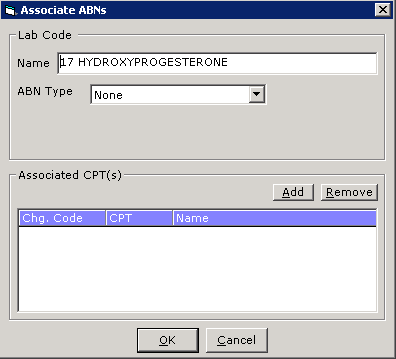 Associate ABNs
Lab Code
Name 17 HYDROXYPROGESTERONE
ABN Type None
Associated CPT(s)
Add Remove
Chg. Code CPT Name
OK Cancel